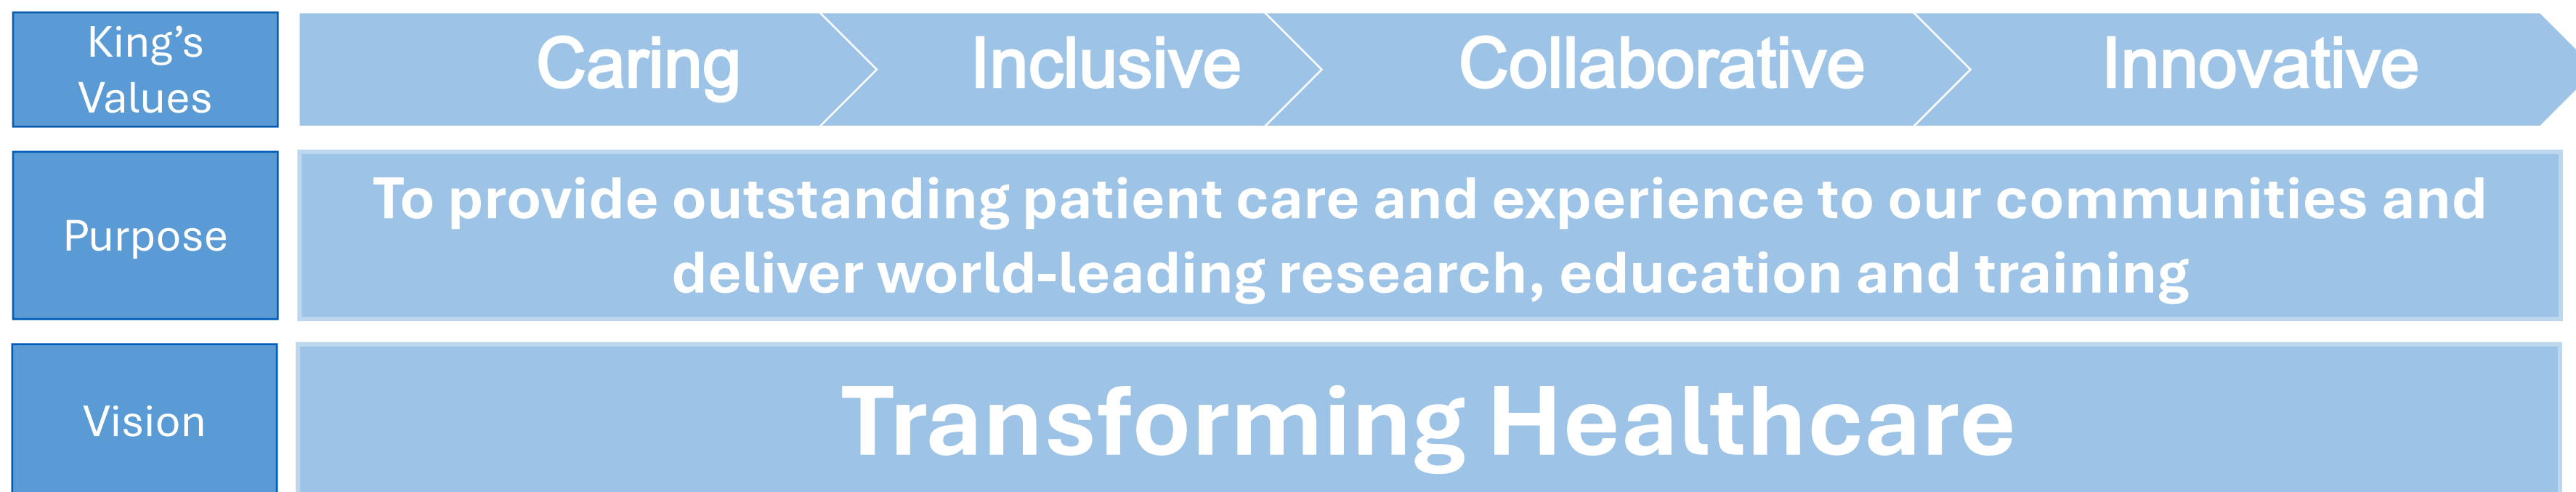 King's
Values
Caring
Inclusive
Collaborative
Innovative
Purpose
To provide outstanding patient care and experience to our communities and
deliver world-leading research, education and training
Vision
Transforming Healthcare